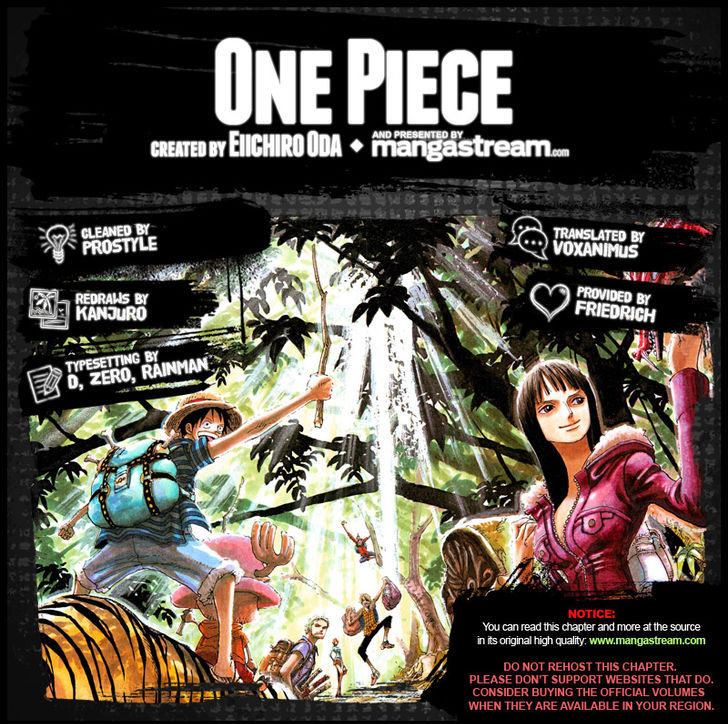 ONE PIECE
CREATED BY EIICHIRO ODA ◆ AND PRESENTED BY mangastream.com
CLEANED BY
PROSTYLE
REDRAWS BY
KANJURO
TYPESETTING BY
D, ZERO, RAINMAN
TRANSLATED BY
VOXANIMUS
PROVIDED BY
FRIEDRICH
NOTICE:
You can read this chapter and more at the source
in its original high quality: www.mangastream.com
DO NOT REHOST THIS CHAPTER.
PLEASE DON'T SUPPORT WEBSITES THAT DO.
CONSIDER BUYING THE OFFICIAL VOLUMES
WHEN THEY ARE AVAILABLE IN YOUR REGION.